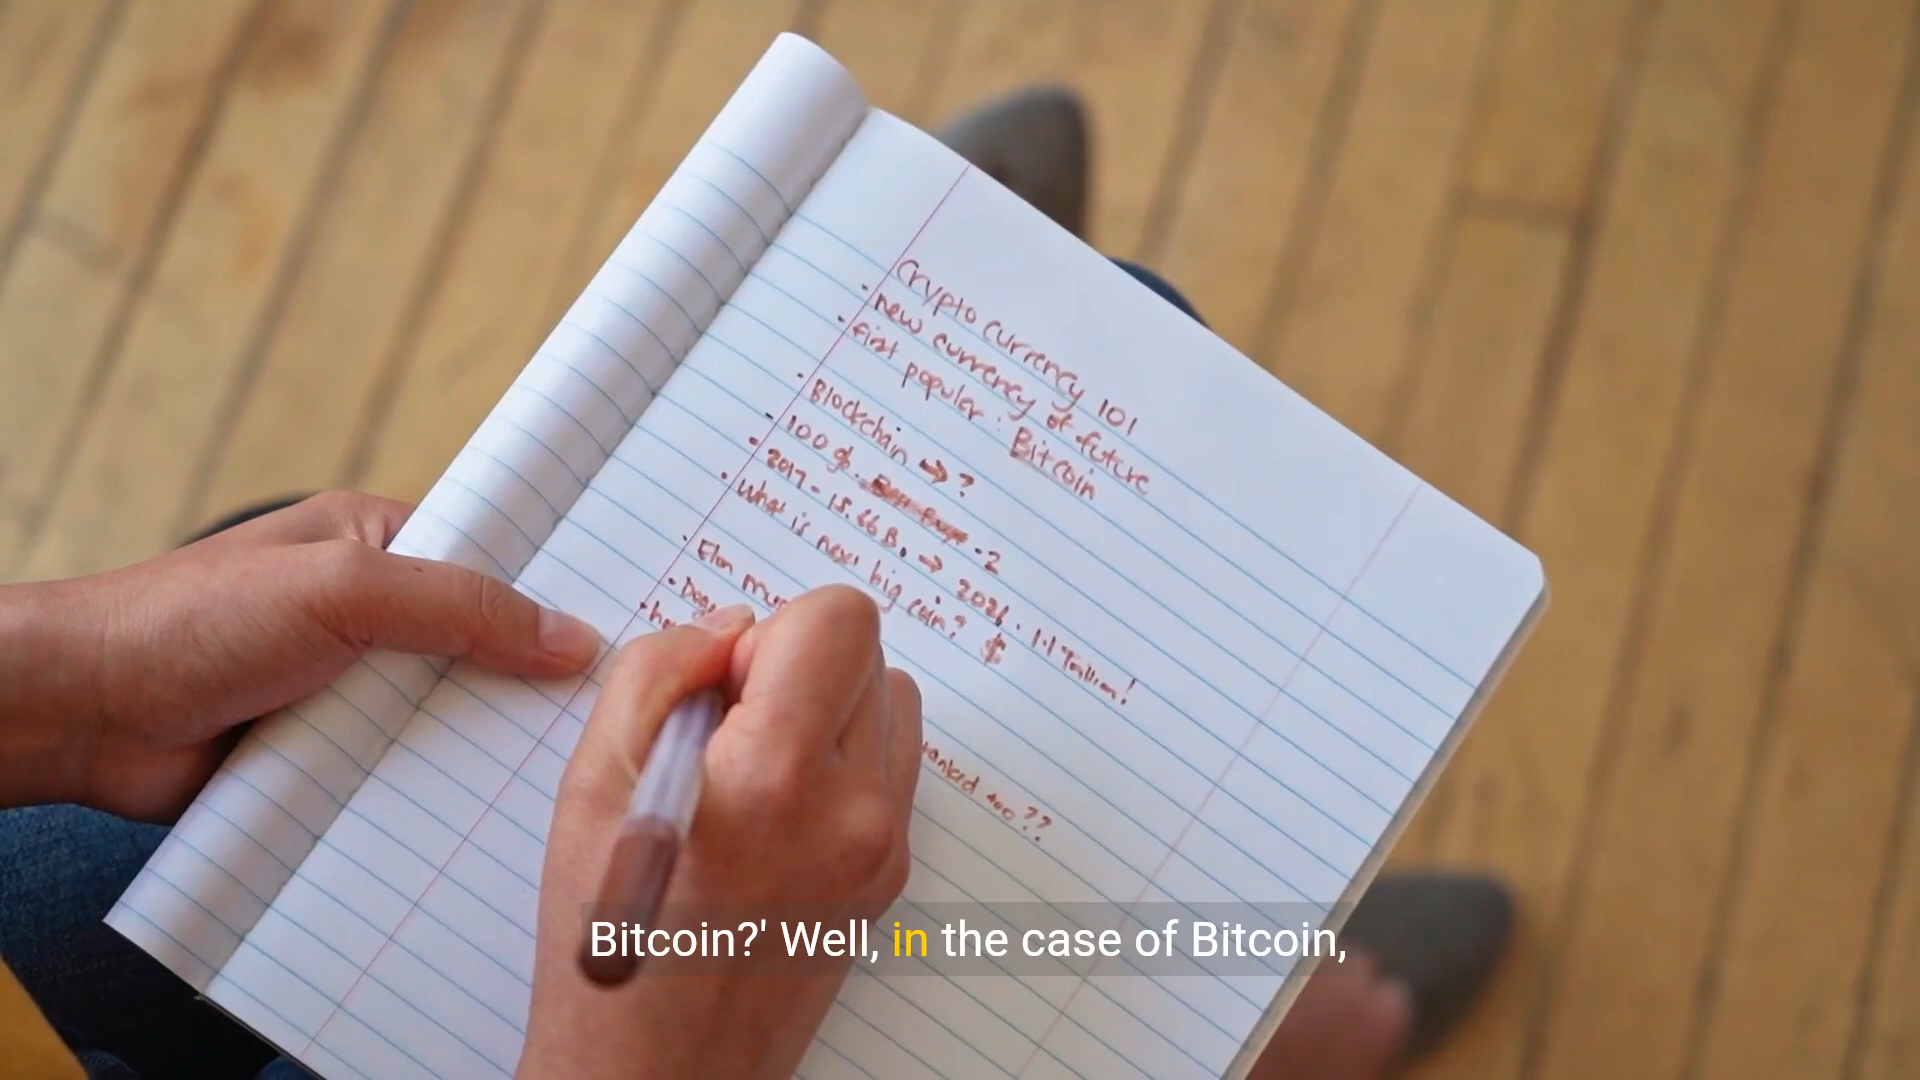 Crypto currency 101
· new currency of future
· first popular : Bitcoin
· Blockchain → ?
· 100 $. ·2
· 2017 - 15.66 B. → 2021 · 1.1 Trillion!
· What is next big coin? $
· Elon
· Doge
tanked too ??
Bitcoin?' Well, in the case of Bitcoin,